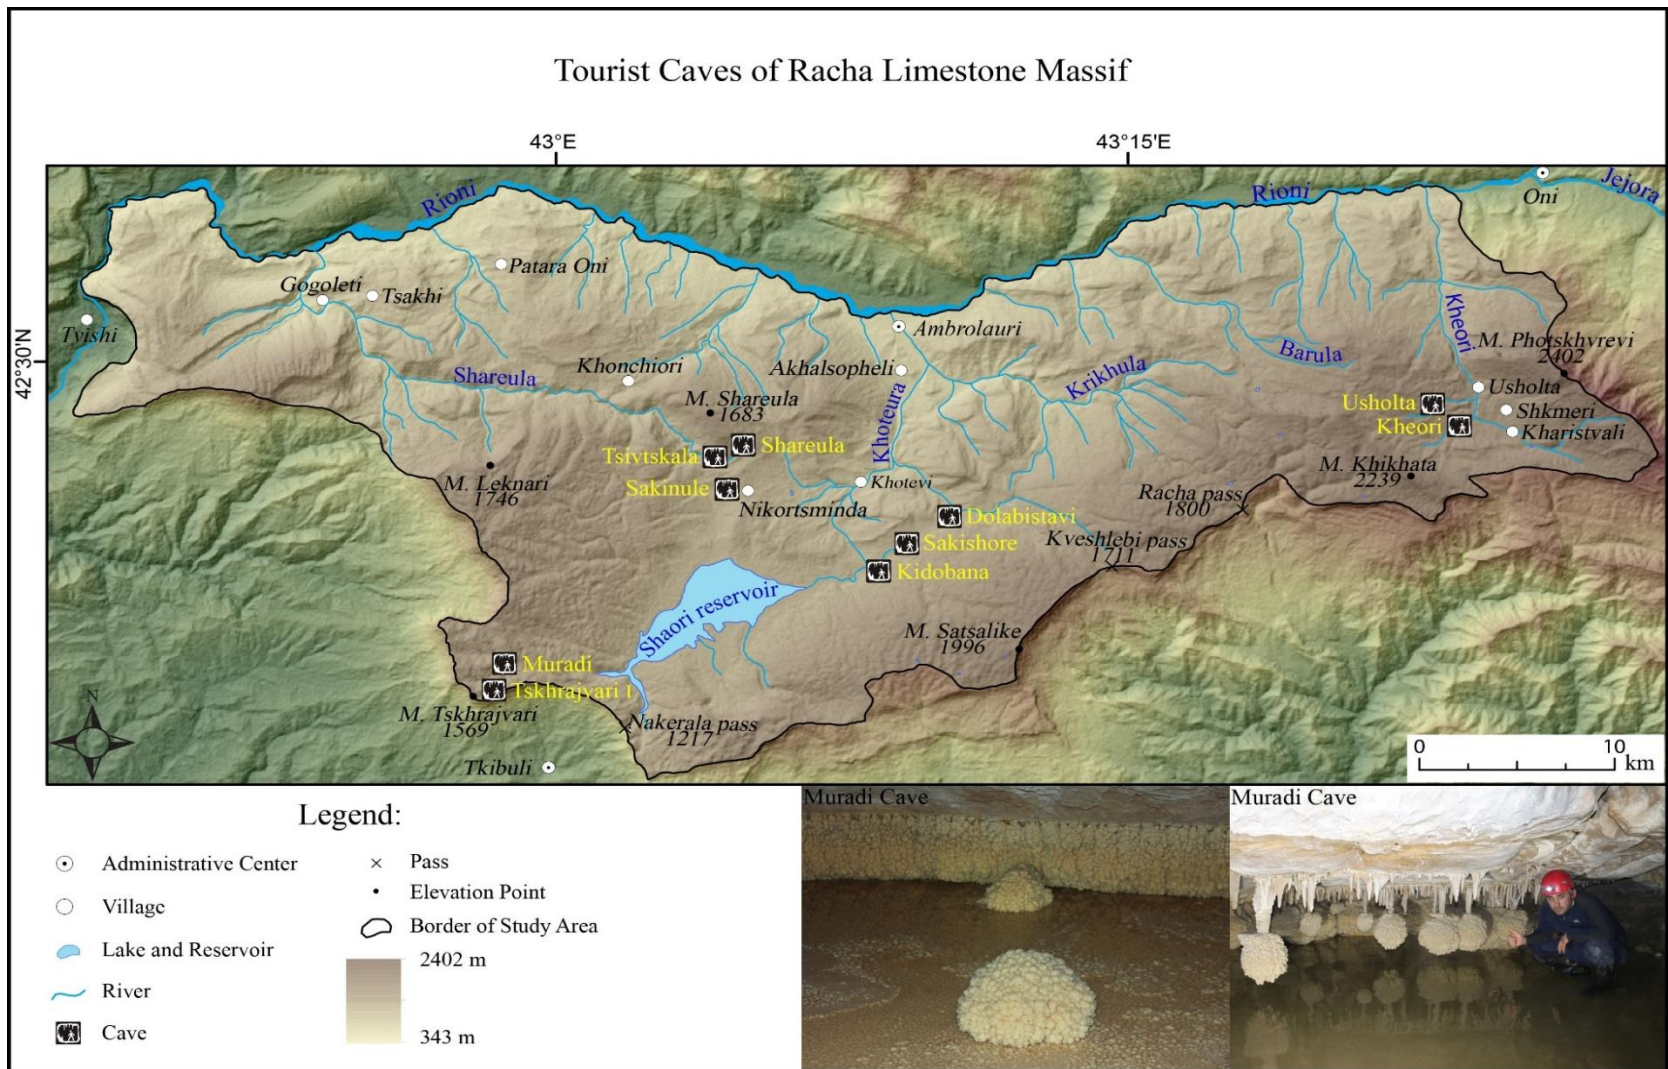 Tourist Caves of Racha Limestone Massif
43°E
43°15'E
42°30'N
Rioni
Rioni
Jejora
Oni
Patara Oni
Gogoleti
Tsakhi
Tvishi
Ambrolauri
Kheori
M. Photskhvrevi
2402
Khonchiori
Akhalsopheli
Barula
Krikhula
Shareula
M. Shareula
1683
Khoteura
Usholta
Usholta
Shkmeri
Kheori
Kharistvali
Shareula
Tsivtskala
M. Khikhata
2239
M. Leknari
1746
Sakinule
Nikortsminda
Khotevi
Racha pass
1800
Dolabistavi
Kveshlebi pass
1711
Sakishore
Kidobana
Shaori reservoir
M. Satsalike
1996
Muradi
Tskhrajvari I
M. Tskhrajvari
1569
Nakerala pass
1217
Tkibuli
N
0 10
km
Legend:
Administrative Center
Village
Lake and Reservoir
River
Cave
Pass
Elevation Point
Border of Study Area
2402 m
343 m
Muradi Cave
Muradi Cave